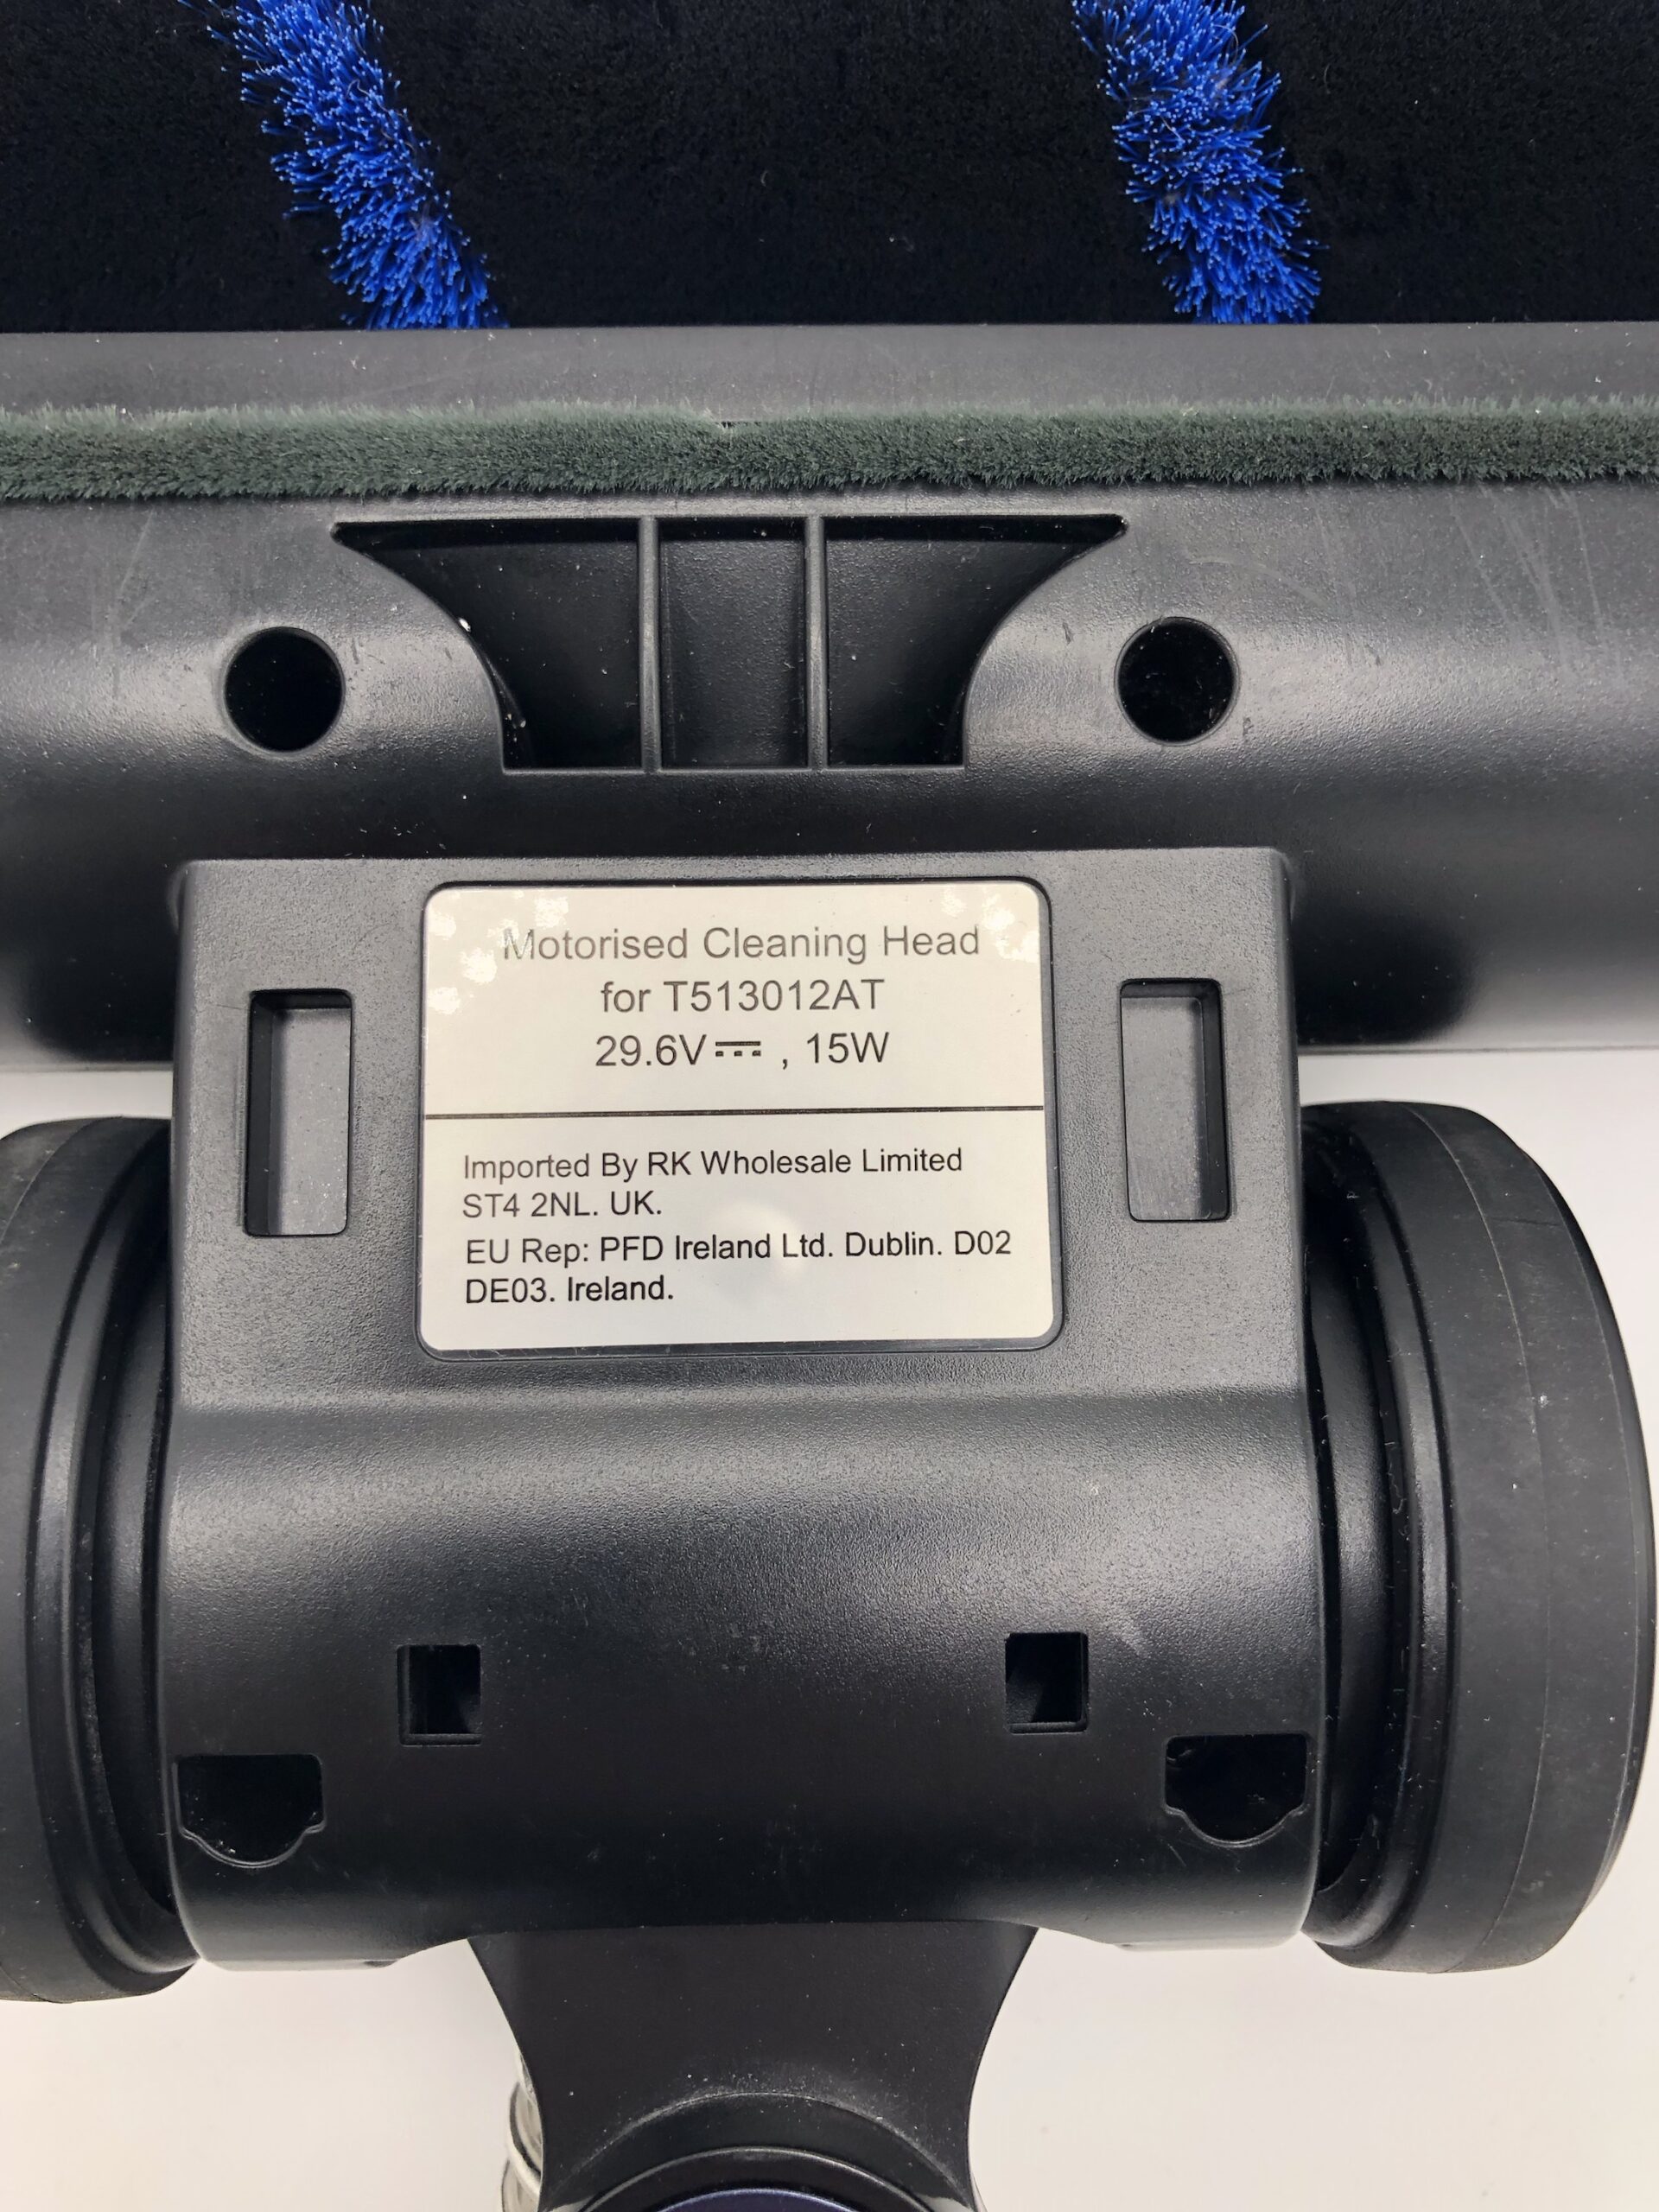 Motorised Cleaning Head
for T513012AT
29.6V⎓ , 15W
Imported By RK Wholesale Limited
ST4 2NL. UK.
EU Rep: PFD Ireland Ltd. Dublin. D02
DE03. Ireland.